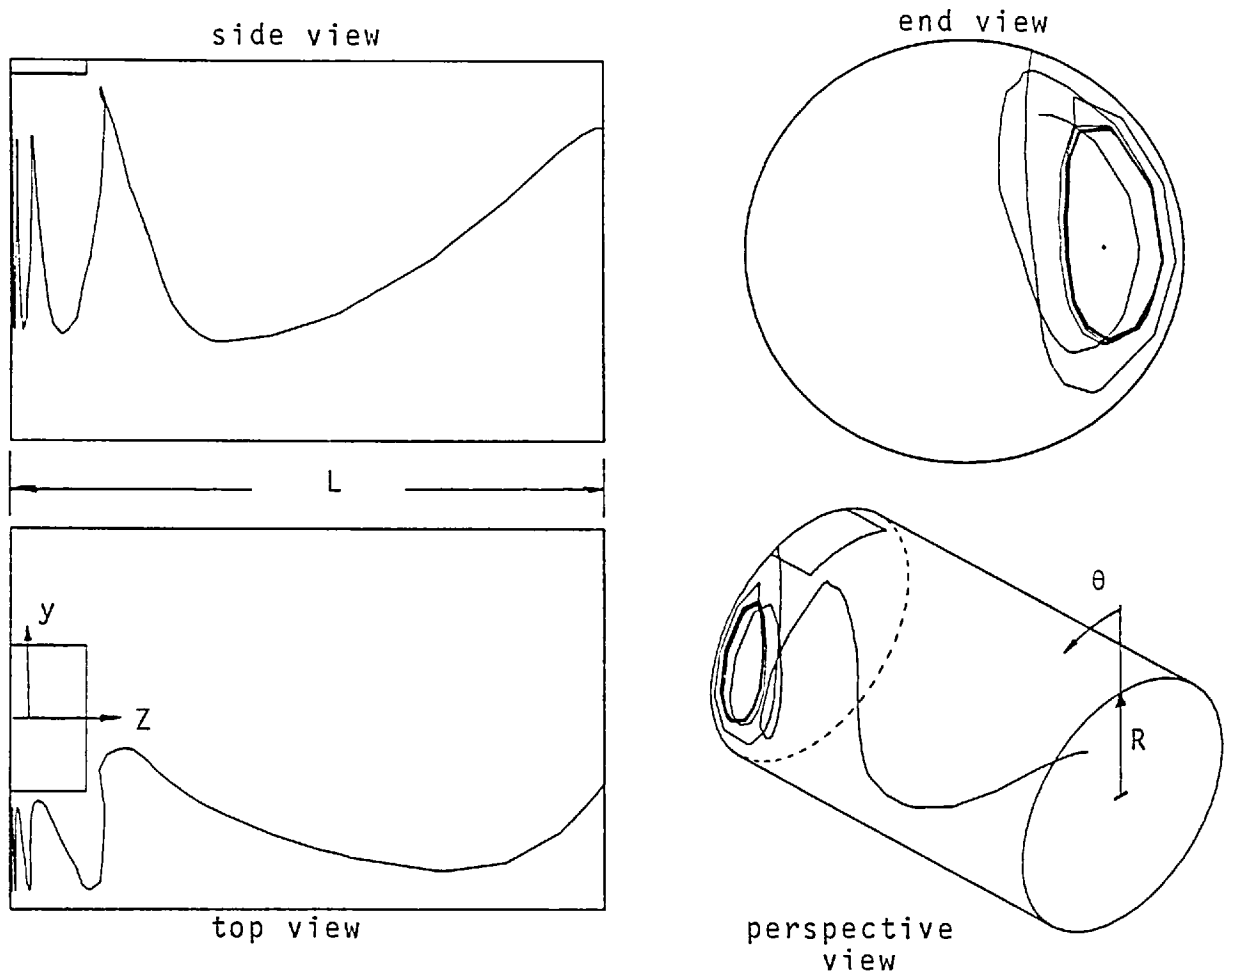 side view
end view
L
y
Z
top view
θ
R
perspective
view